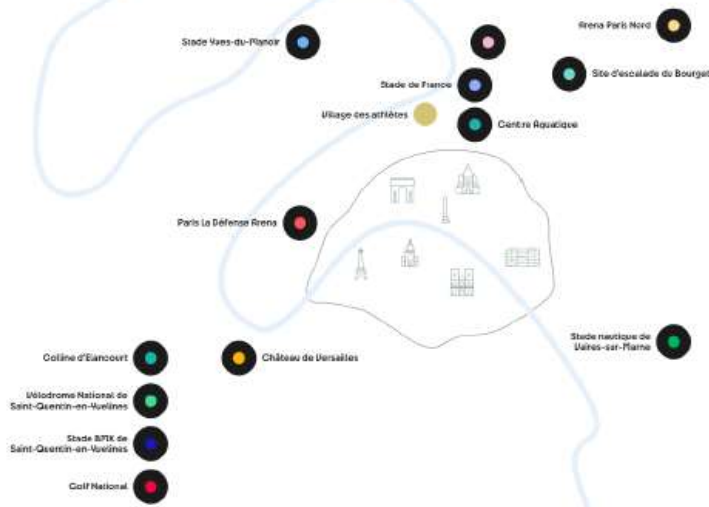 Arena Paris Nord
Stade Yves-du-Manoir
Site d'escalade du Bourget
Stade de France
Village des athlètes
Centre Aquatique
Paris La Défense Arena
Stade nautique de
Vaires-sur-Marne
Colline d'Elancourt
Château de Versailles
Vélodrome National de
Saint-Quentin-en-Yvelines
Stade BMX de
Saint-Quentin-en-Yvelines
Golf National